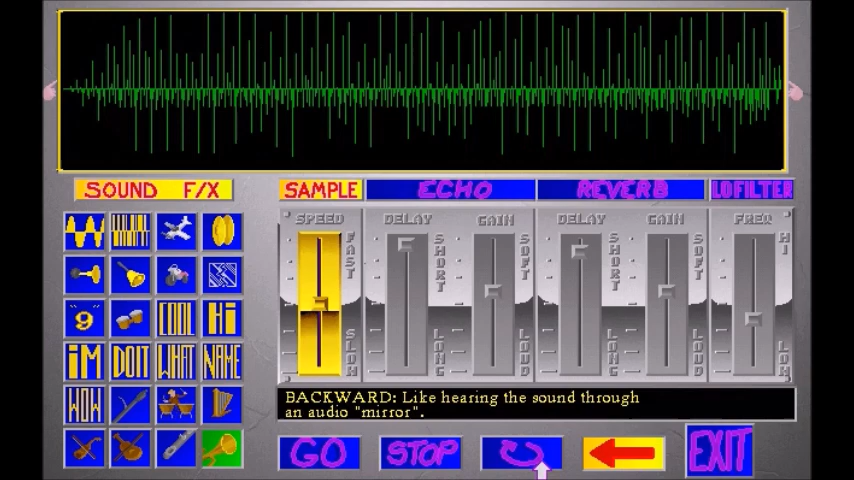 SOUND F/X
SAMPLE
ECHO
REVERB
LOFILTER
SPEED
DELAY
GAIN
DELAY
GAIN
FREQ
FAST
SHORT
SOFT
SHORT
SOFT
HI
SLOW
LONG
LOUD
LONG
LOUD
LOW
"9"
COOL
Hi
iM
DOIT
WHAT
NAME
WOW
BACKWARD: Like hearing the sound through
an audio "mirror".
GO
STOP
EXIT